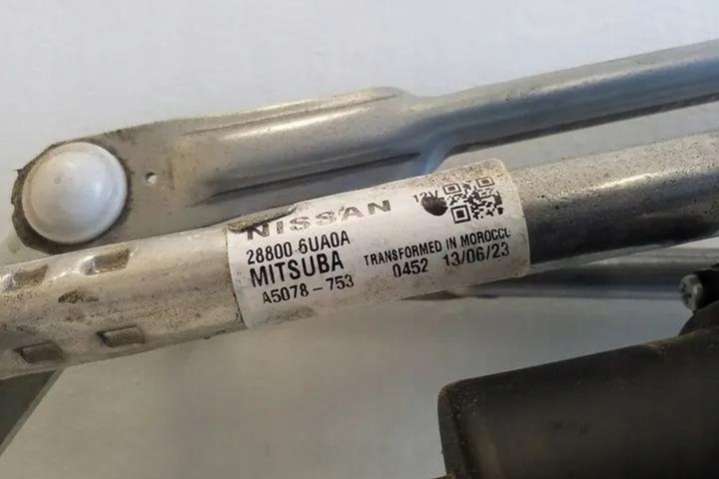 NISSAN 12V
28800 6UA0A
MITSUBA TRANSFORMED IN MOROCCO
A5078-753 0452 13/06/23